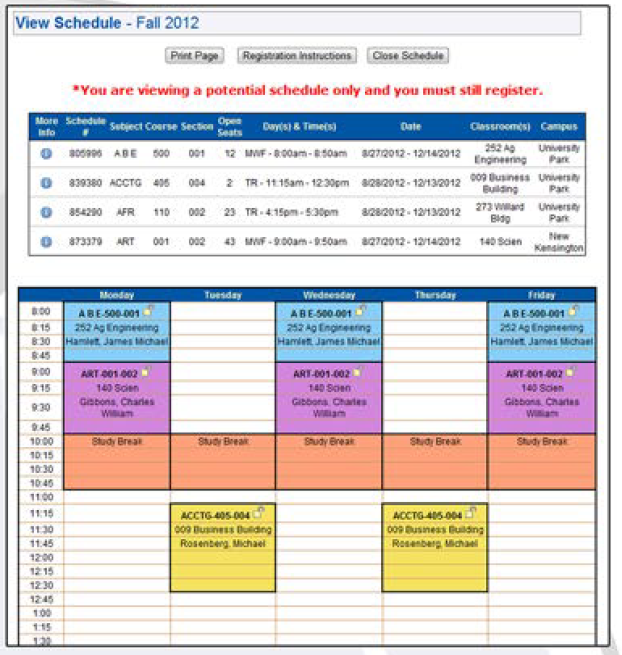 View Schedule - Fall 2012
Print Page Registration Instructions Close Schedule
*You are viewing a potential schedule only and you must still register.
More Info Schedule # Subject Course Section Open Seats Day(s) & Time(s) Date Classroom(s) Campus
805996 A B E 500 001 12 MWF - 8:00am - 8:50am 8/27/2012 - 12/14/2012 252 Ag Engineering University Park
839380 ACCTG 405 004 2 TR - 11:15am - 12:30pm 8/28/2012 - 12/13/2012 009 Business Building University Park
854290 AFR 110 002 23 TR - 4:15pm - 5:30pm 8/28/2012 - 12/13/2012 273 Willard Bldg University Park
873379 ART 001 002 43 MWF - 9:00am - 9:50am 8/27/2012 - 12/14/2012 140 Scien New Kensington
Monday Tuesday Wednesday Thursday Friday
8:00 A B E-500-001 A B E-500-001 A B E-500-001
8:15 252 Ag Engineering 252 Ag Engineering 252 Ag Engineering
8:30 Hamlett, James Michael Hamlett, James Michael Hamlett, James Michael
8:45
9:00 ART-001-002 ART-001-002 ART-001-002
9:15 140 Scien 140 Scien 140 Scien
9:30 Gibbons, Charles William Gibbons, Charles William Gibbons, Charles William
9:45
10:00 Study Break Study Break Study Break Study Break Study Break
10:15
10:30
10:45
11:00
11:15 ACCTG-405-004 ACCTG-405-004
11:30 009 Business Building 009 Business Building
11:45 Rosenberg, Michael Rosenberg, Michael
12:00
12:15
12:30
12:45
1:00
1:15
1:30